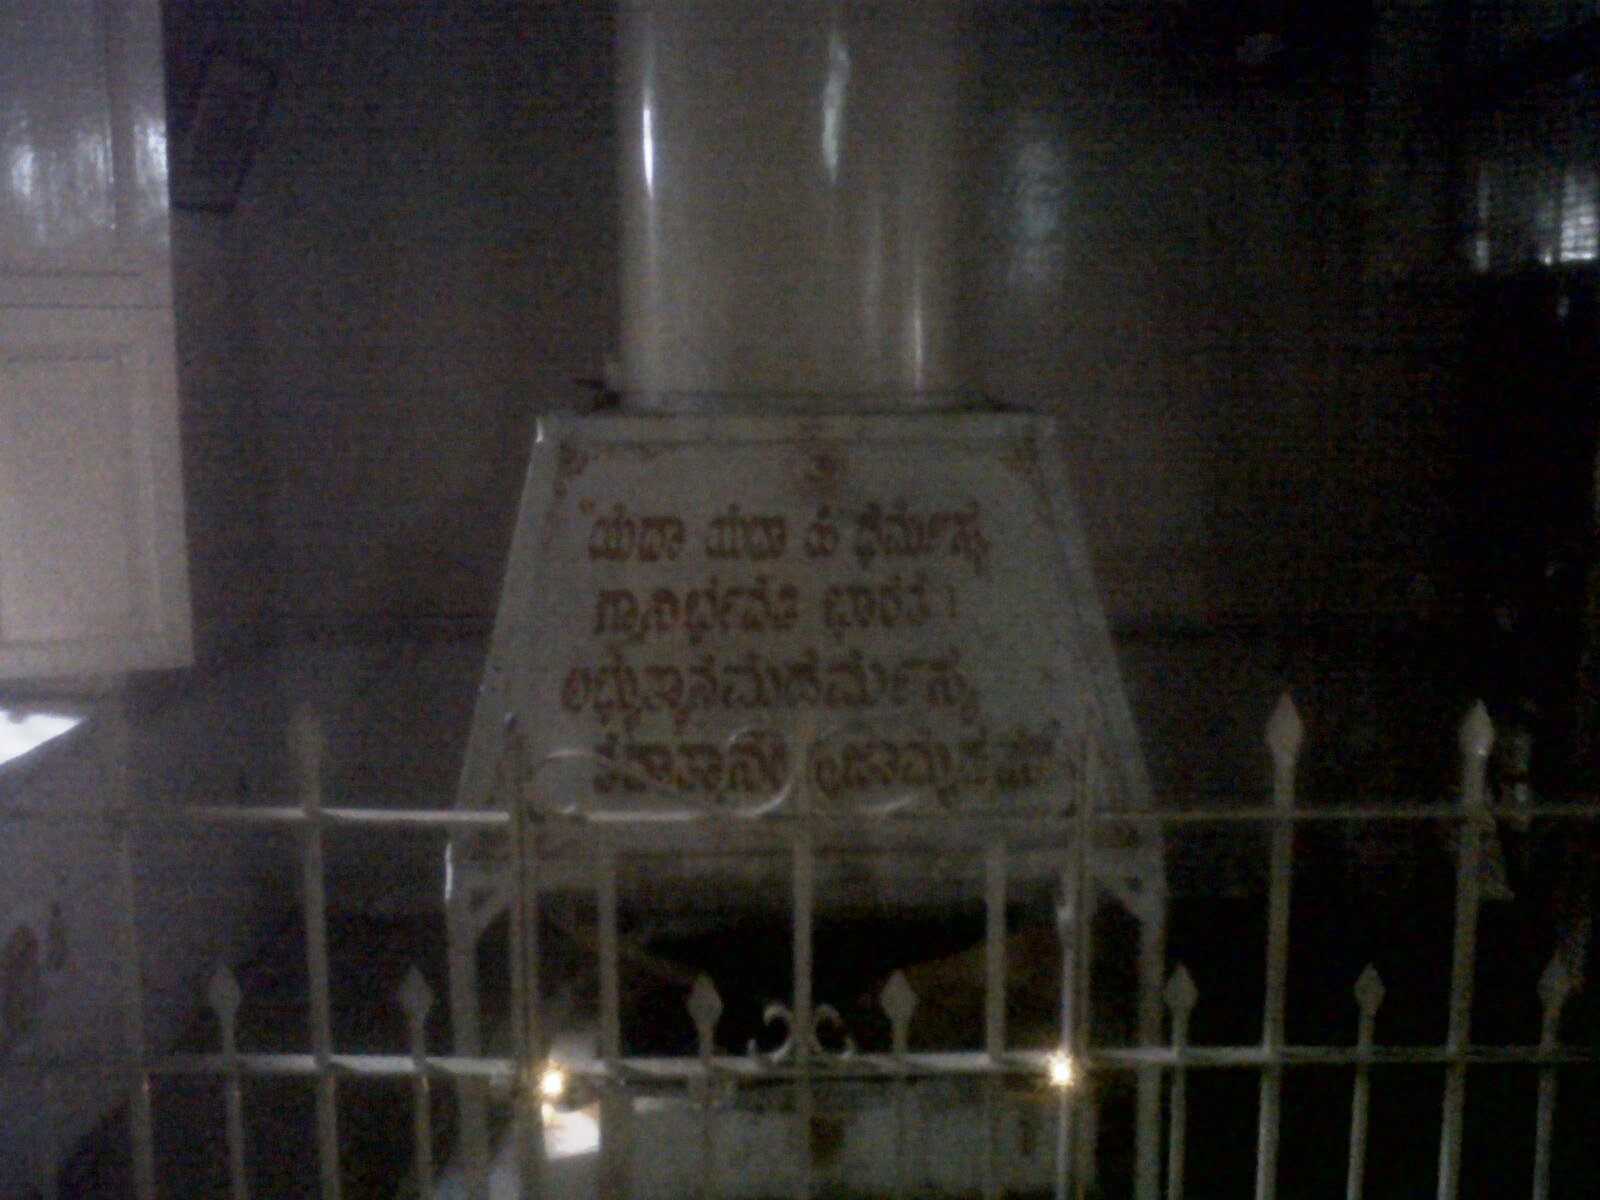 ಓಂ
"ಯದಾ ಯದಾ ಹಿ ಧರ್ಮಸ್ಯ
ಗ್ಲಾನಿರ್ಭವತಿ ಭಾರತ ।
ಅಭ್ಯುತ್ಥಾನಮಧರ್ಮಸ್ಯ
ತದಾತ್ಮಾನಂ ಸೃಜಾಮ್ಯಹಮ್